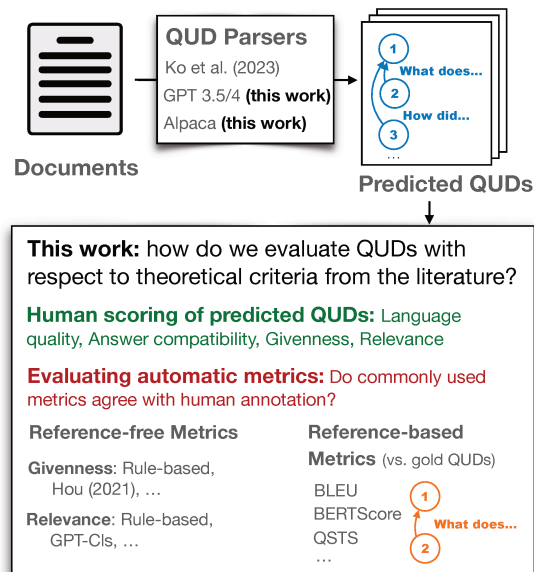 QUD Parsers
Ko et al. (2023)
GPT 3.5/4 (this work)
Alpaca (this work)
Documents
1
What does...
2
How did...
3
...
Predicted QUDs
This work: how do we evaluate QUDs with
respect to theoretical criteria from the literature?
Human scoring of predicted QUDs: Language
quality, Answer compatibility, Givenness, Relevance
Evaluating automatic metrics: Do commonly used
metrics agree with human annotation?
Reference-free Metrics
Givenness: Rule-based,
Hou (2021), ...
Relevance: Rule-based,
GPT-Cls, ...
Reference-based
Metrics (vs. gold QUDs)
BLEU
BERTScore
QSTS
...
1
What does...
2